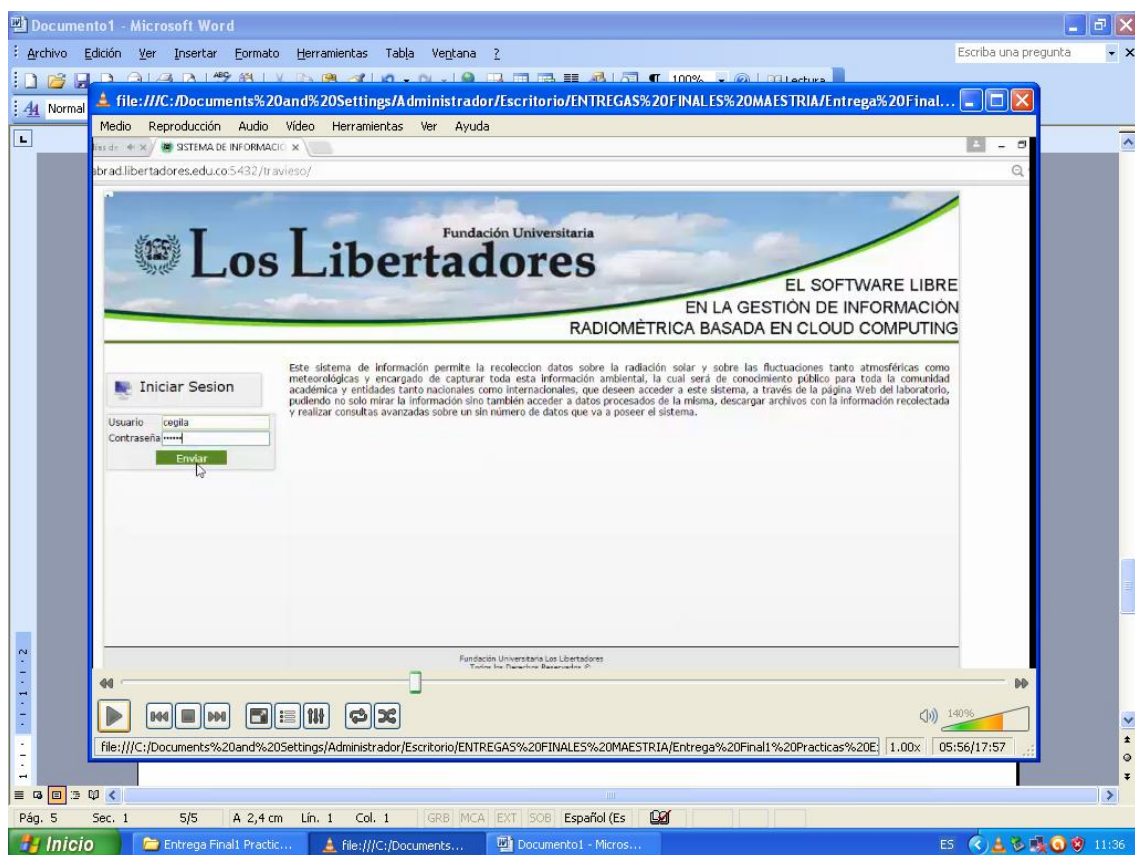 Documento1 - Microsoft Word
Archivo Edición Ver Insertar Formato Herramientas Tabla Ventana ?
Escriba una pregunta
100% Lectura
Normal
file:///C:/Documents%20and%20Settings/Administrador/Escritorio/ENTREGAS%20FINALES%20MAESTRIA/Entrega%20Final...
Medio Reproducción Audio Vídeo Herramientas Ver Ayuda
SISTEMA DE INFORMACIÓ
abrad.libertadores.edu.co:5432/travieso/
Fundación Universitaria
Los Libertadores
EL SOFTWARE LIBRE
EN LA GESTIÓN DE INFORMACIÓN
RADIOMÈTRICA BASADA EN CLOUD COMPUTING
Iniciar Sesion
Usuario cegila
Contraseña ••••••
Enviar
Este sistema de información permite la recoleccion datos sobre la radiación solar y sobre las fluctuaciones tanto atmosféricas como
meteorológicas y encargado de capturar toda esta información ambiental, la cual será de conocimiento público para toda la comunidad
académica y entidades tanto nacionales como internacionales, que deseen acceder a este sistema, a través de la página Web del laboratorio,
pudiendo no solo mirar la información sino también acceder a datos procesados de la misma, descargar archivos con la información recolectada
y realizar consultas avanzadas sobre un sin número de datos que va a poseer el sistema.
Fundación Universitaria Los Libertadores
Todos los Derechos Reservados ©
140%
file:///C:/Documents%20and%20Settings/Administrador/Escritorio/ENTREGAS%20FINALES%20MAESTRIA/Entrega%20Final1%20Practicas%20E
1.00x 05:56/17:57
Pág. 5 Sec. 1 5/5 A 2,4 cm Lín. 1 Col. 1 GRB MCA EXT SOB Español (Es
Inicio Entrega Final1 Practic... file:///C:/Documents... Documento1 - Micros... ES 11:36